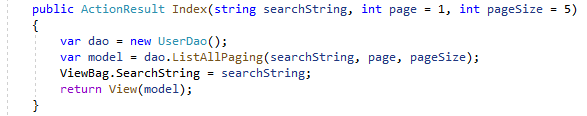 public ActionResult Index(string searchString, int page = 1, int pageSize = 5)
{
var dao = new UserDao();
var model = dao.ListAllPaging(searchString, page, pageSize);
ViewBag.SearchString = searchString;
return View(model);
}